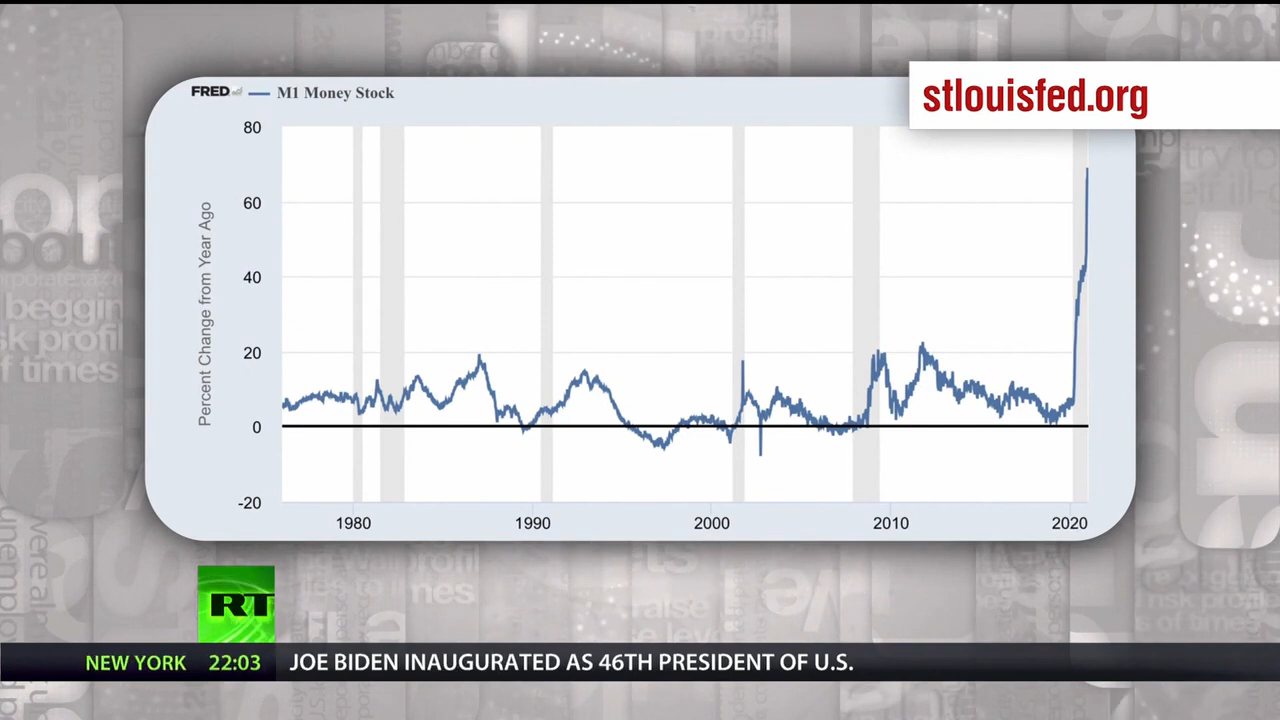 FRED
M1 Money Stock
stlouisfed.org
Percent Change from Year Ago
80
60
40
20
0
-20
1980
1990
2000
2010
2020
RT
NEW YORK 22:03 JOE BIDEN INAUGURATED AS 46TH PRESIDENT OF U.S.